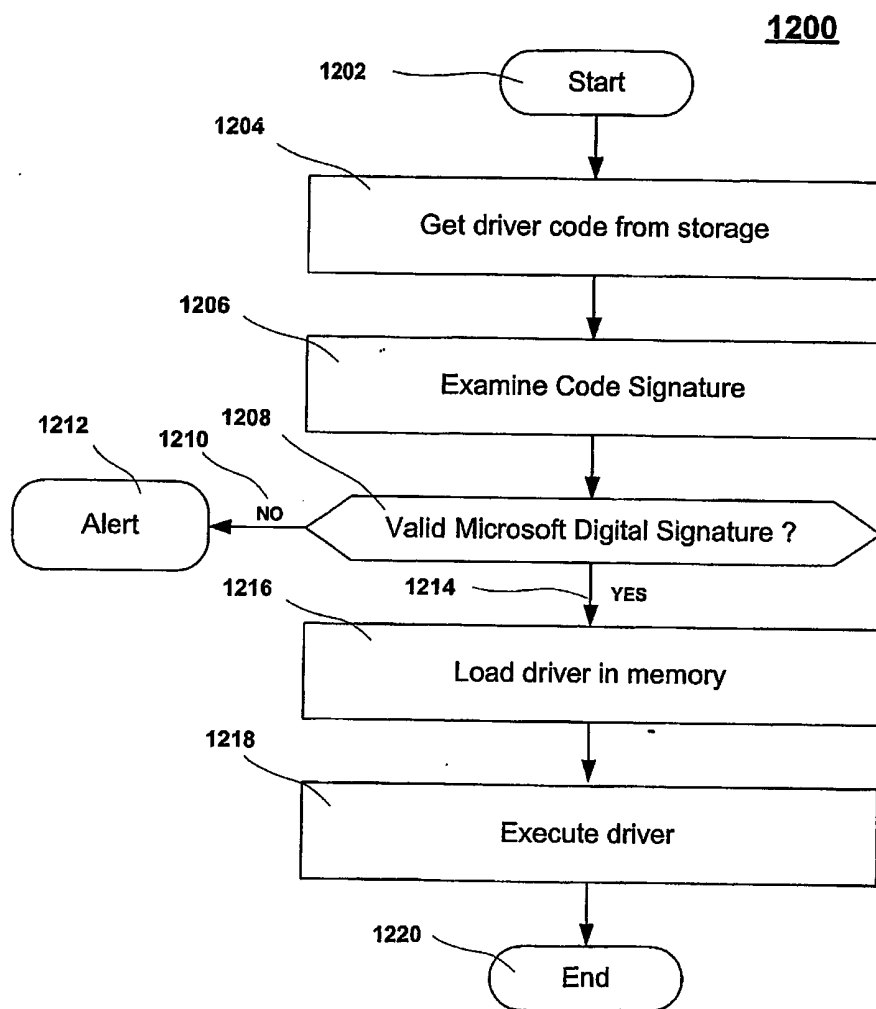 1200
1202
Start
1204
Get driver code from storage
1206
Examine Code Signature
1208
1210
1212
Alert
NO
Valid Microsoft Digital Signature ?
1214
YES
1216
Load driver in memory
1218
Execute driver
1220
End